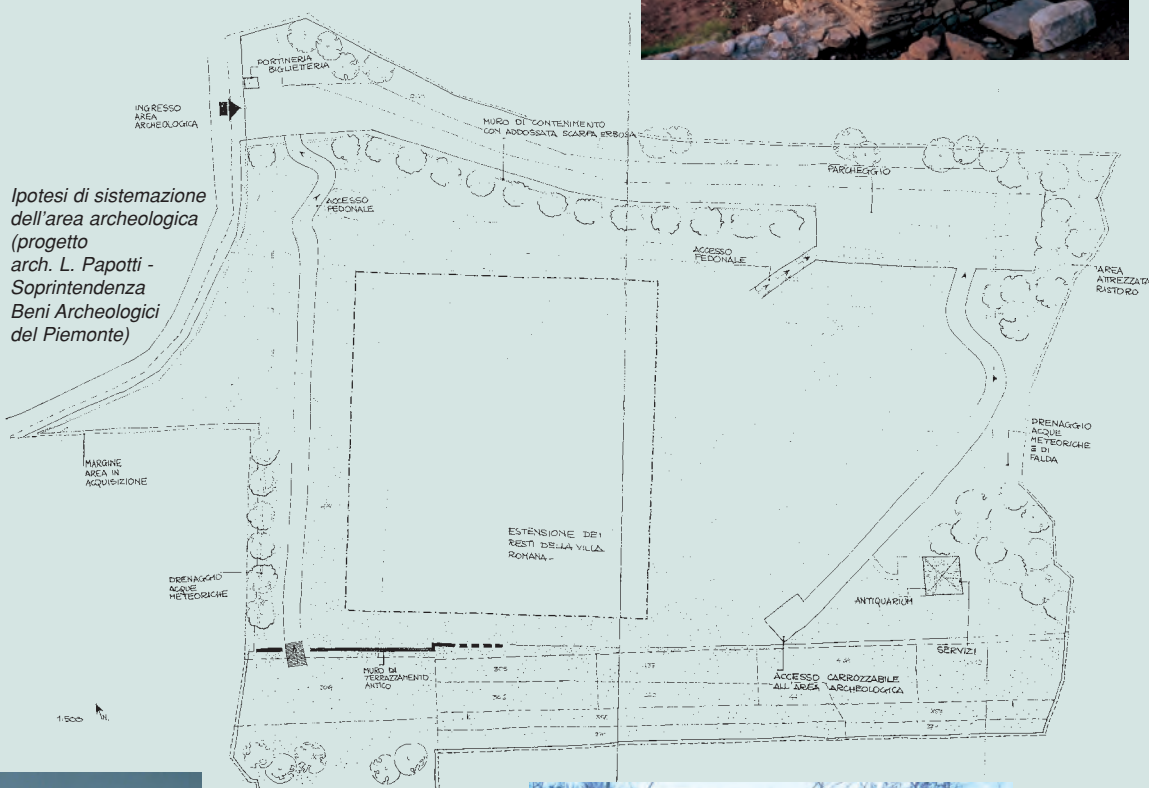 PORTINERIA
BIGLIETTERIA
INGRESSO
AREA
ARCHEOLOGICA
MURO DI CONTENIMENTO
CON ADDOSSATA SCARPA ERBOSA
PARCHEGGIO
Ipotesi di sistemazione
dell'area archeologica
(progetto
arch. L. Papotti -
Soprintendenza
Beni Archeologici
del Piemonte)
ACCESSO
PEDONALE
ACCESSO
PEDONALE
AREA
ATTREZZATA
RISTORO
MARGINE
AREA IN
ACQUISIZIONE
DRENAGGIO
ACQUE
METEORICHE
E DI
FALDA
ESTENSIONE DEI
RESTI DELLA VILLA
ROMANA
DRENAGGIO
ACQUE
METEORICHE
ANTIQUARIUM
SERVIZI
MURO DI
TERRAZZAMENTO
ANTICO
ACCESSO CARROZZABILE
ALL'AREA ARCHEOLOGICA
1:500 N.